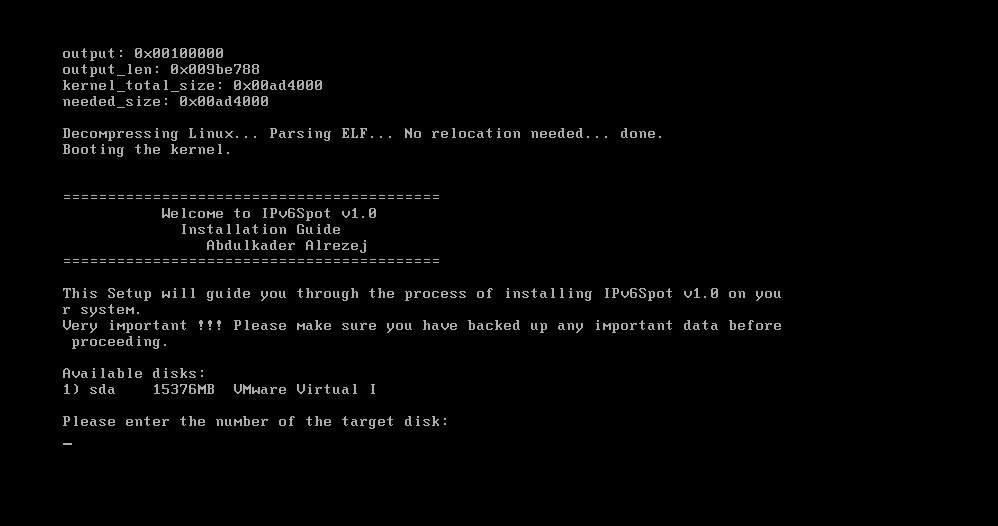 output: 0x00100000
output_len: 0x009be788
kernel_total_size: 0x00ad4000
needed_size: 0x00ad4000
Decompressing Linux... Parsing ELF... No relocation needed... done.
Booting the kernel.
==========================================
Welcome to IPv6Spot v1.0
Installation Guide
Abdulkader Alrezej
==========================================
This Setup will guide you through the process of installing IPv6Spot v1.0 on you
r system.
Very important !!! Please make sure you have backed up any important data before
proceeding.
Available disks:
1) sda    15376MB  VMware Virtual I
Please enter the number of the target disk:
_